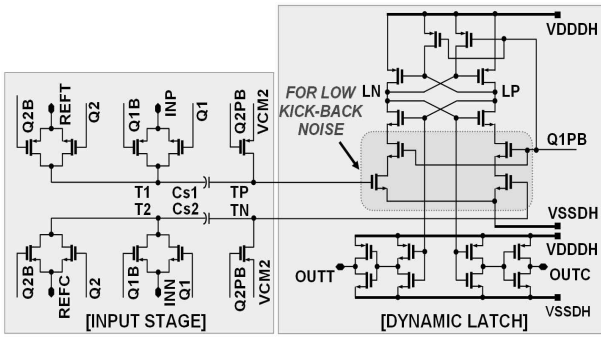 VDDDH
FOR LOW
KICK-BACK
NOISE
LN
LP
Q1PB
Q2B
REFT
Q2
Q1B
INP
Q1
Q2PB
VCM2
T1
Cs1
TP
T2
Cs2
TN
VSSDH
VDDDH
OUTT
OUTC
VSSDH
Q2B
REFC
Q2
Q1B
INN
Q1
Q2PB
VCM2
[INPUT STAGE]
[DYNAMIC LATCH]